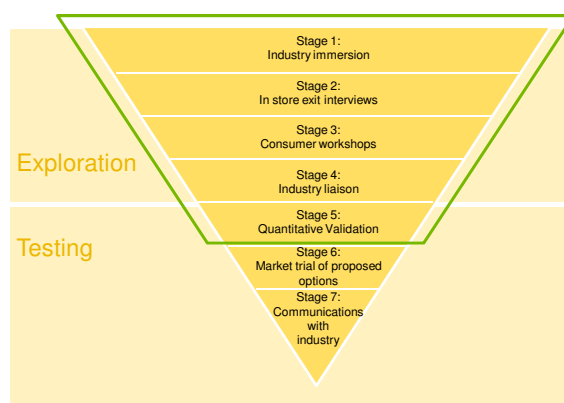 Stage 1:
Industry immersion
Stage 2:
In store exit interviews
Stage 3:
Consumer workshops
Exploration
Stage 4:
Industry liaison
Stage 5:
Quantitative Validation
Testing
Stage 6:
Market trial of proposed
options
Stage 7:
Communications
with
industry